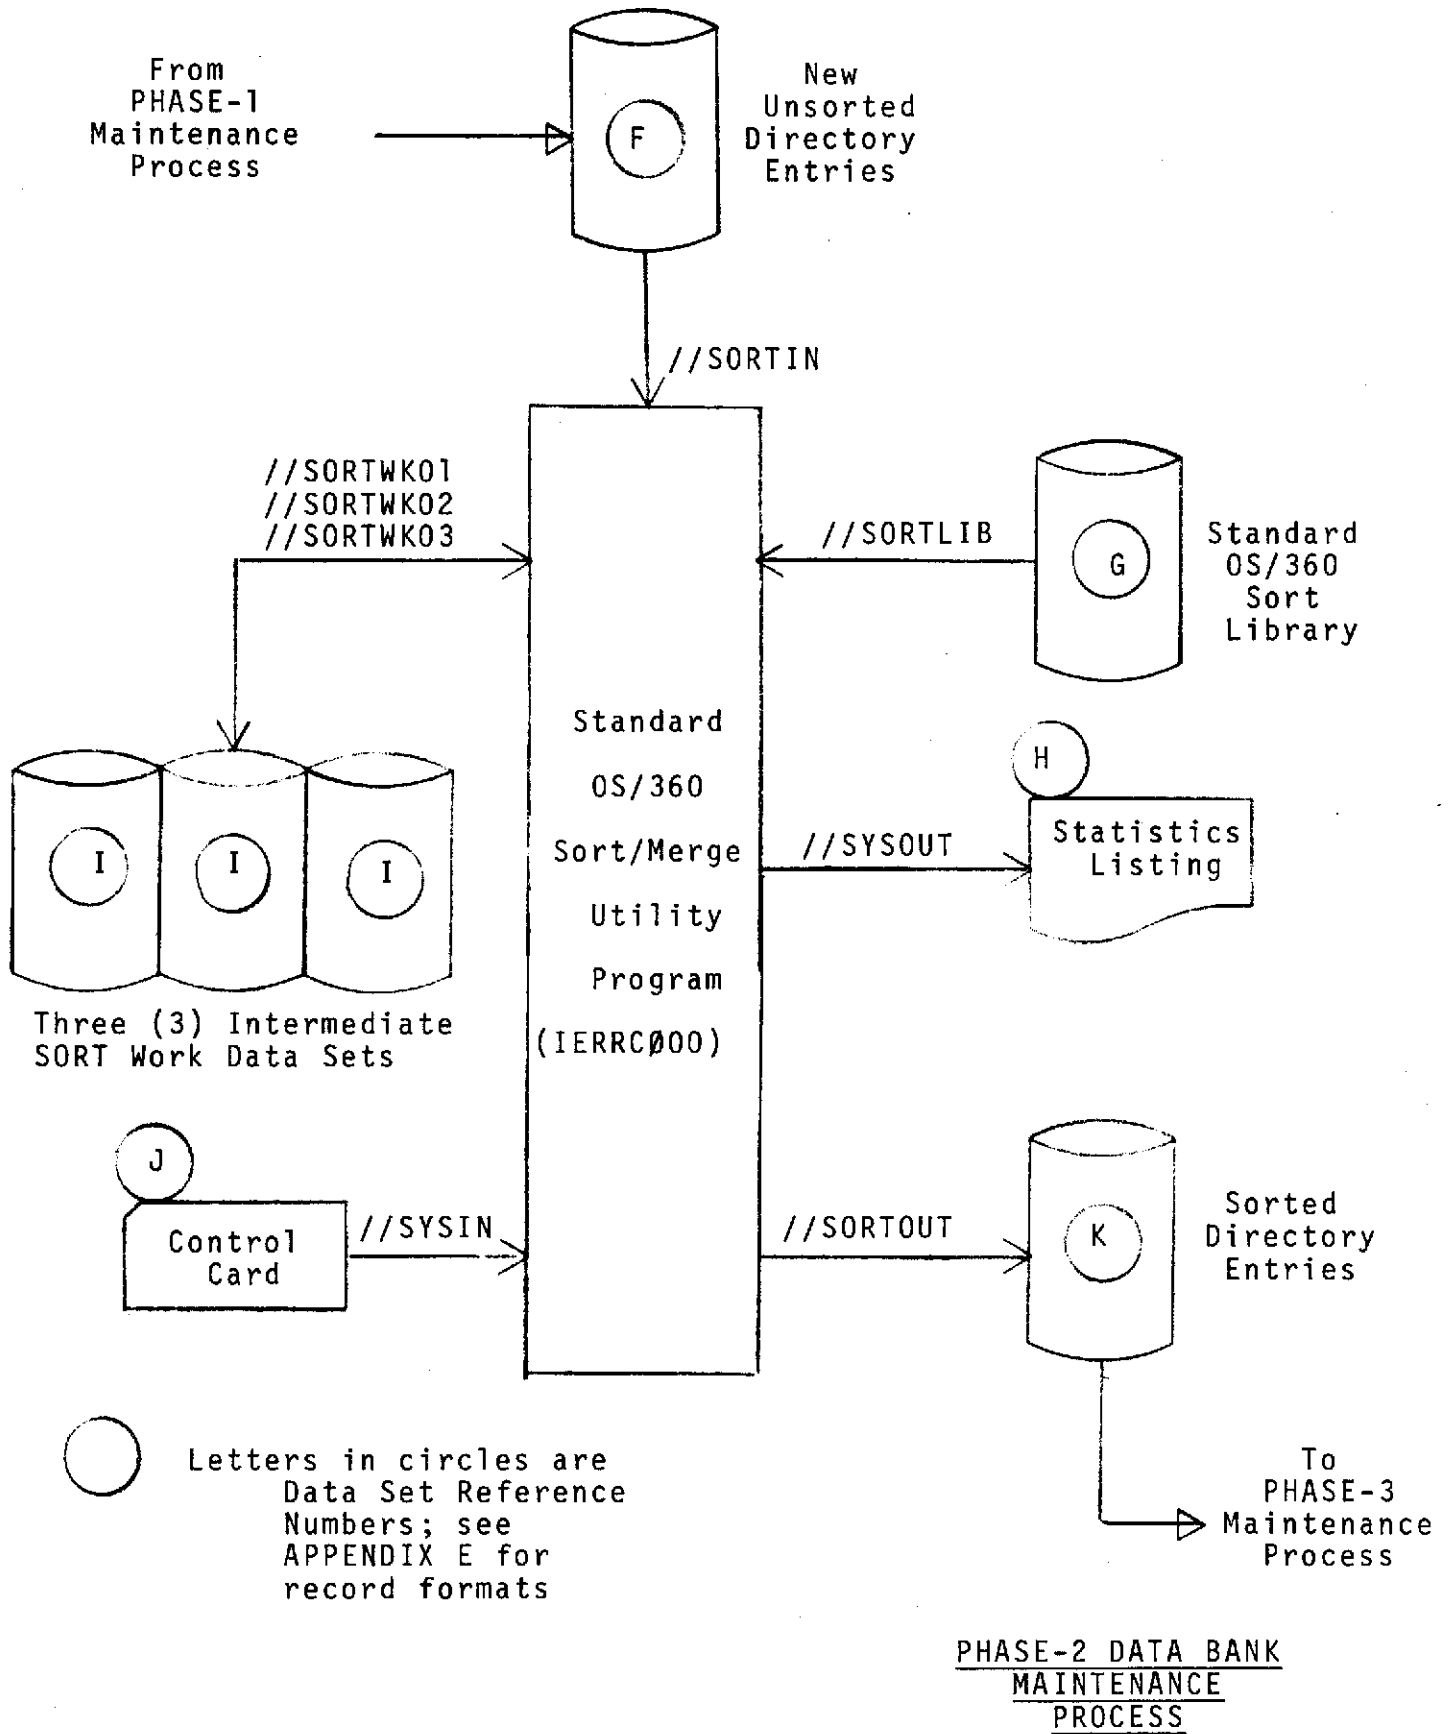 From
PHASE-1
Maintenance
Process
F
New
Unsorted
Directory
Entries
//SORTIN
//SORTWK01
//SORTWK02
//SORTWK03
//SORTLIB
G
Standard
OS/360
Sort
Library
Standard
OS/360
Sort/Merge
Utility
Program
(IERRCØ00)
H
Statistics
Listing
//SYSOUT
I
I
I
Three (3) Intermediate
SORT Work Data Sets
J
Control
Card
//SYSIN
//SORTOUT
K
Sorted
Directory
Entries
Letters in circles are
Data Set Reference
Numbers; see
APPENDIX E for
record formats
To
PHASE-3
Maintenance
Process
PHASE-2 DATA BANK
MAINTENANCE
PROCESS